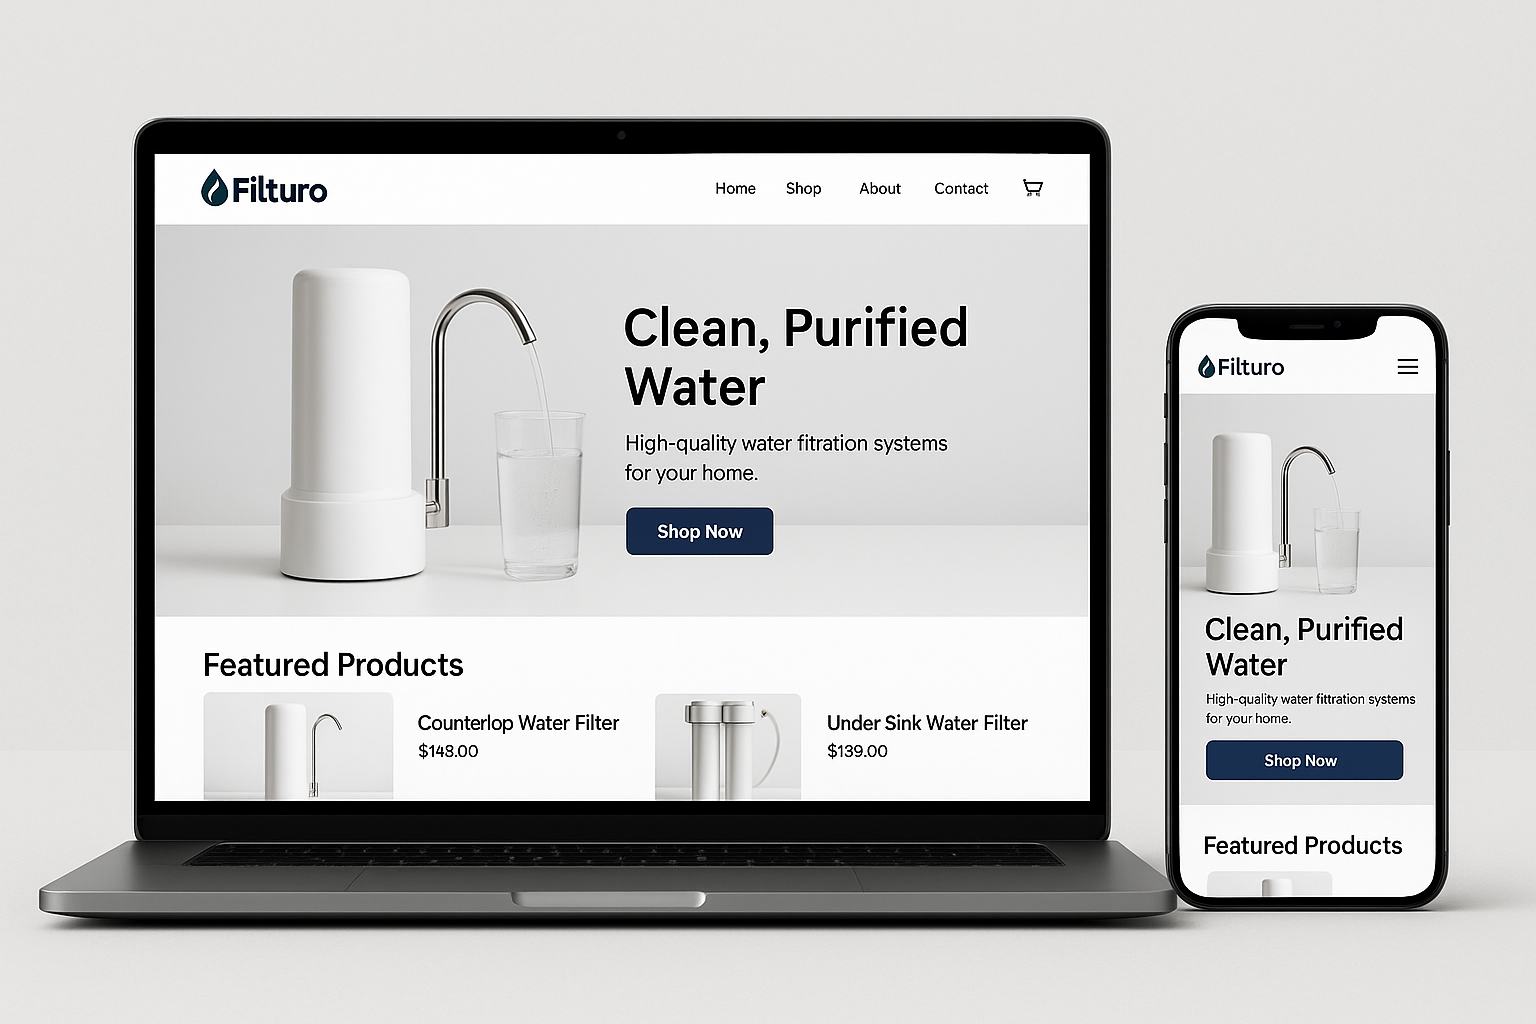 Filturo
Home Shop About Contact
Clean, Purified
Water
High-quality water fitration systems
for your home.
Shop Now
Featured Products
Counterlop Water Filter
$148.00
Under Sink Water Filter
$139.00
Filturo
Clean, Purified
Water
High-quality water fittration systems
for your home.
Shop Now
Featured Products